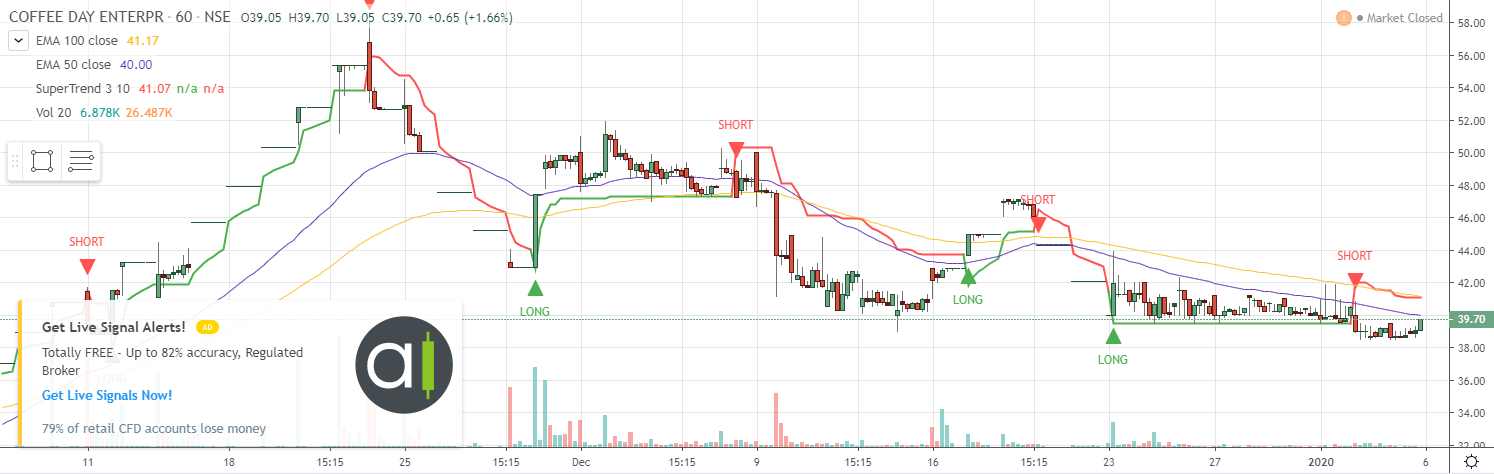 COFFEE DAY ENTERPR · 60 · NSE O39.05 H39.70 L39.05 C39.70 +0.65 (+1.66%)
Market Closed
EMA 100 close 41.17
EMA 50 close 40.00
SuperTrend 3 10 41.07 n/a n/a
Vol 20 6.878K 26.487K
58.00
56.00
54.00
52.00
50.00
48.00
46.00
44.00
42.00
39.70
38.00
36.00
34.00
32.00
SHORT
SHORT
SHORT
SHORT
LONG
LONG
LONG
LONG
Get Live Signal Alerts! AD
Totally FREE - Up to 82% accuracy, Regulated
Broker
Get Live Signals Now!
79% of retail CFD accounts lose money
a
11 18 15:15 25 15:15 Dec 15:15 9 15:15 16 15:15 23 27 2020 6